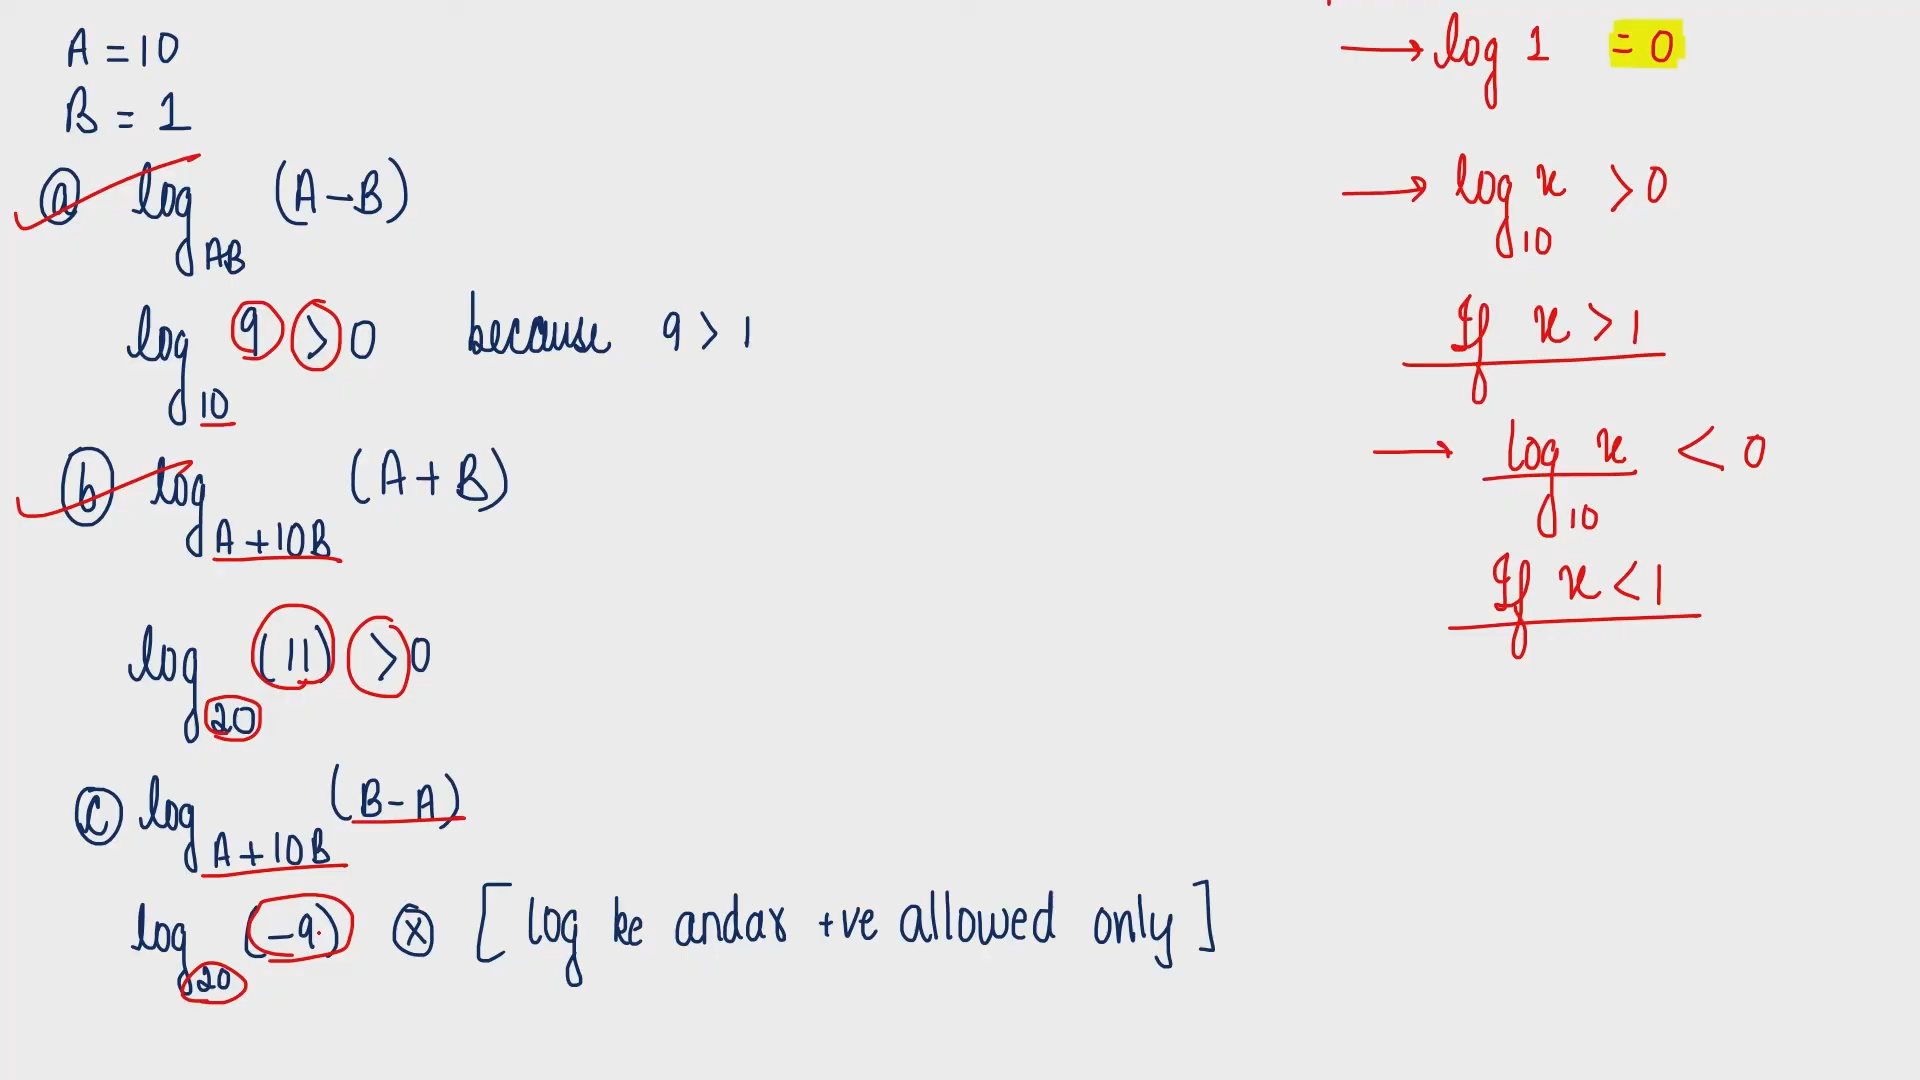 A = 10
B = 1
ⓐ log_AB (A-B)
log_10 9 > 0 because 9 > 1
ⓑ log_A+10B (A+B)
log_20 (11) > 0
ⓒ log_A+10B (B-A)
log_20 (-9) ⓧ [log ke andar +ve allowed only]
→ log 1 = 0
→ log_10 x > 0
If x > 1
→ log_10 x < 0
If x < 1